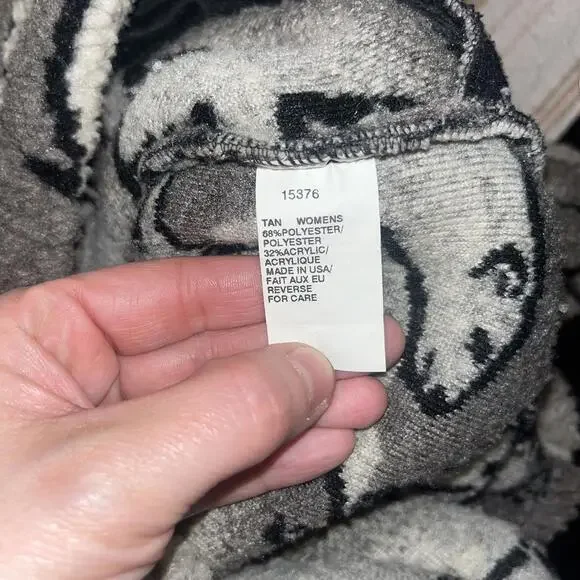 15376
TAN WOMENS
68%POLYESTER/
POLYESTER
32%ACRYLIC/
ACRYLIQUE
MADE IN USA/
FAIT AUX EU
REVERSE
FOR CARE